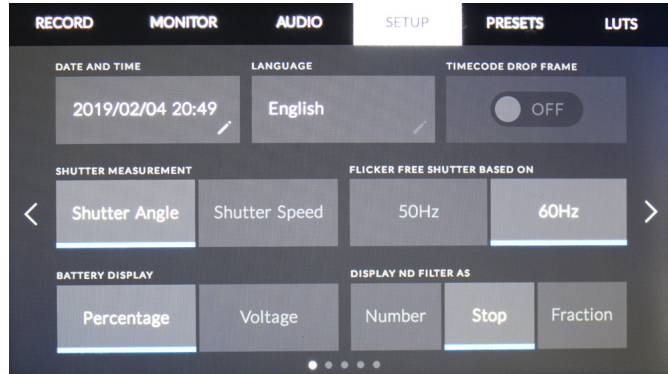 RECORD MONITOR AUDIO SETUP PRESETS LUTS
DATE AND TIME LANGUAGE TIMECODE DROP FRAME
2019/02/04 20:49 English OFF
SHUTTER MEASUREMENT FLICKER FREE SHUTTER BASED ON
Shutter Angle Shutter Speed 50Hz 60Hz
BATTERY DISPLAY DISPLAY ND FILTER AS
Percentage Voltage Number Stop Fraction